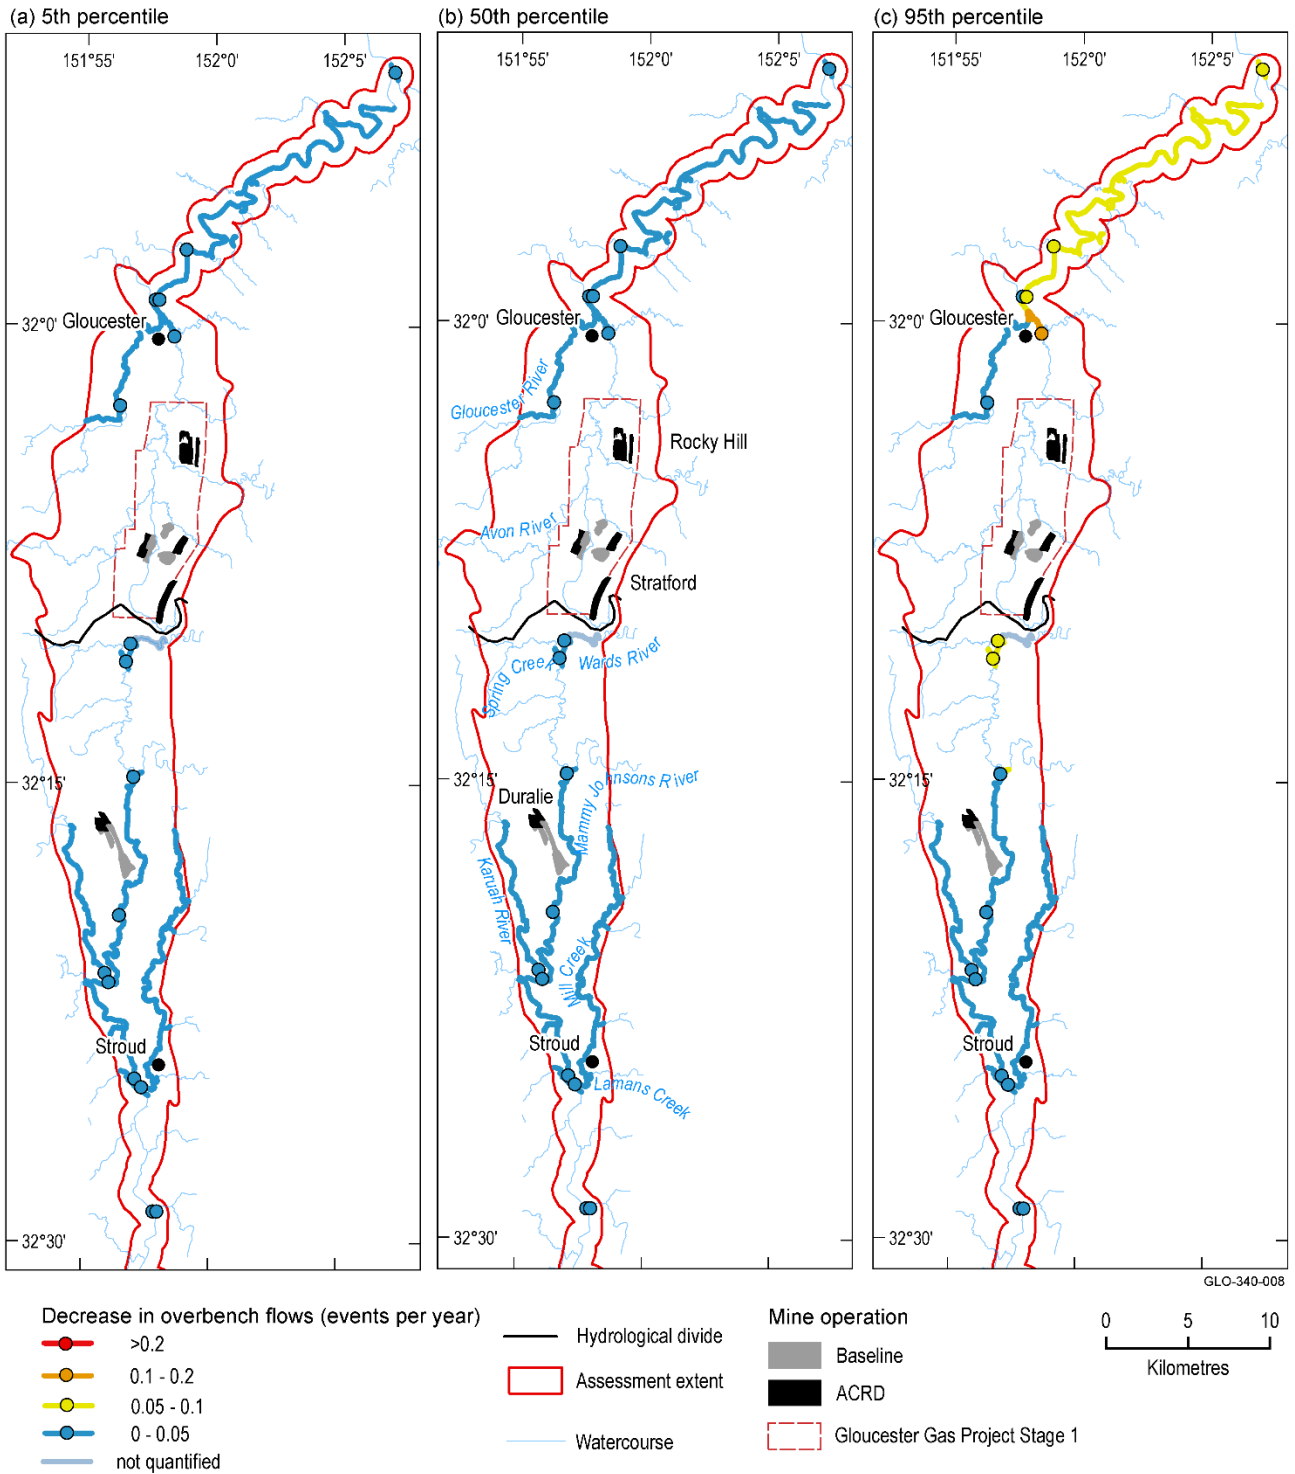 (a) 5th percentile
(b) 50th percentile
(c) 95th percentile
151°55'
152°0'
152°5'
151°55'
152°0'
152°5'
151°55'
152°0'
152°5'
32°0'
Gloucester
32°15'
Stroud
32°30'
32°0'
Gloucester
Gloucester River
Rocky Hill
Avon River
Stratford
Spring Creek
Wards River
32°15'
Mammy Johnsons River
Duralie
Karuah River
Mill Creek
Stroud
Lamans Creek
32°30'
32°0'
Gloucester
32°15'
Stroud
32°30'
GLO-340-008
Decrease in overbench flows (events per year)
>0.2
0.1 - 0.2
0.05 - 0.1
0 - 0.05
not quantified
Hydrological divide
Assessment extent
Watercourse
Mine operation
Baseline
ACRD
Gloucester Gas Project Stage 1
0 5 10
Kilometres